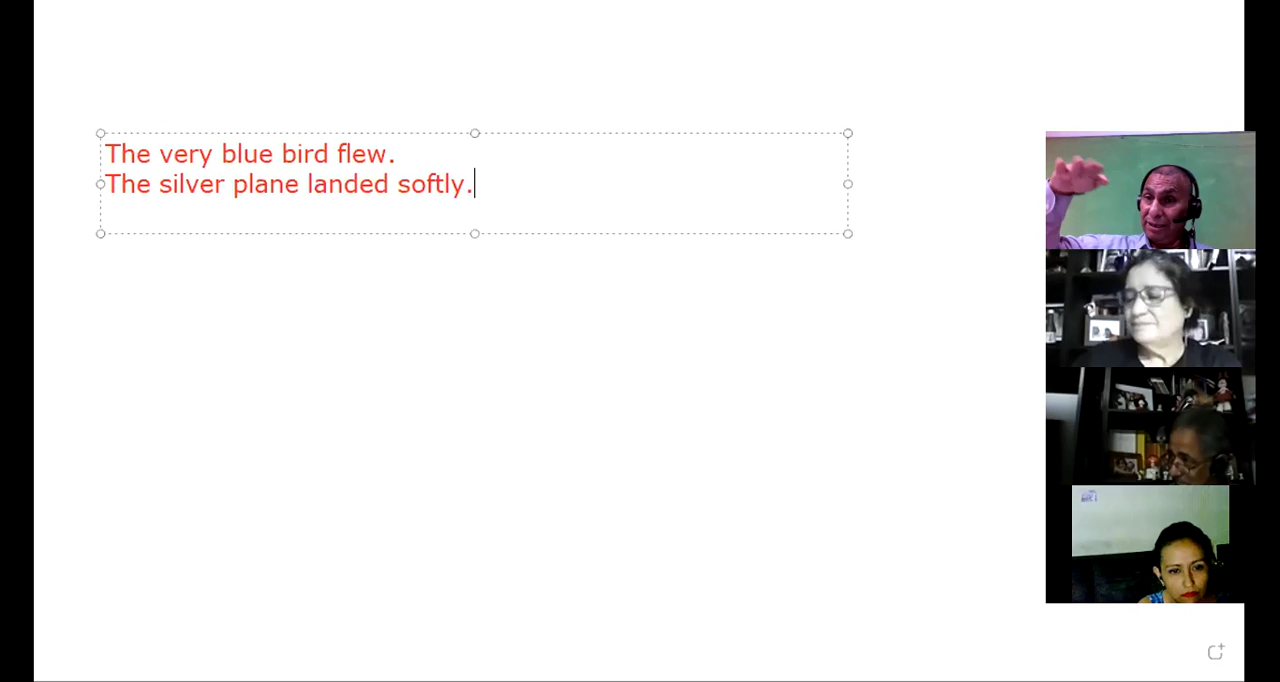 The very blue bird flew.
The silver plane landed softly.